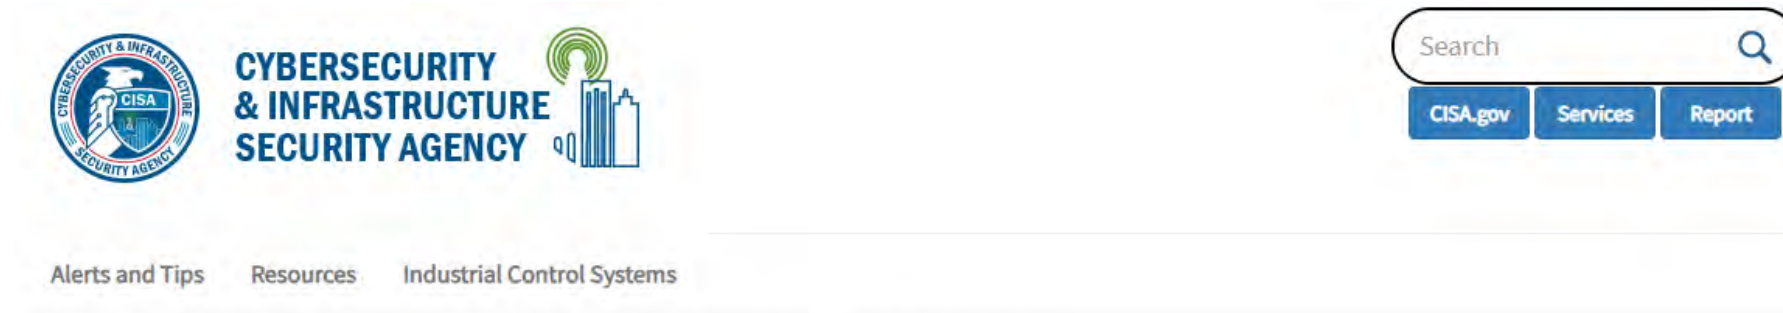 CYBERSECURITY & INFRASTRUCTURE
SECURITY AGENCY
CISA
CYBERSECURITY
& INFRASTRUCTURE
SECURITY AGENCY
Search
CISA.gov Services Report
Alerts and Tips Resources Industrial Control Systems